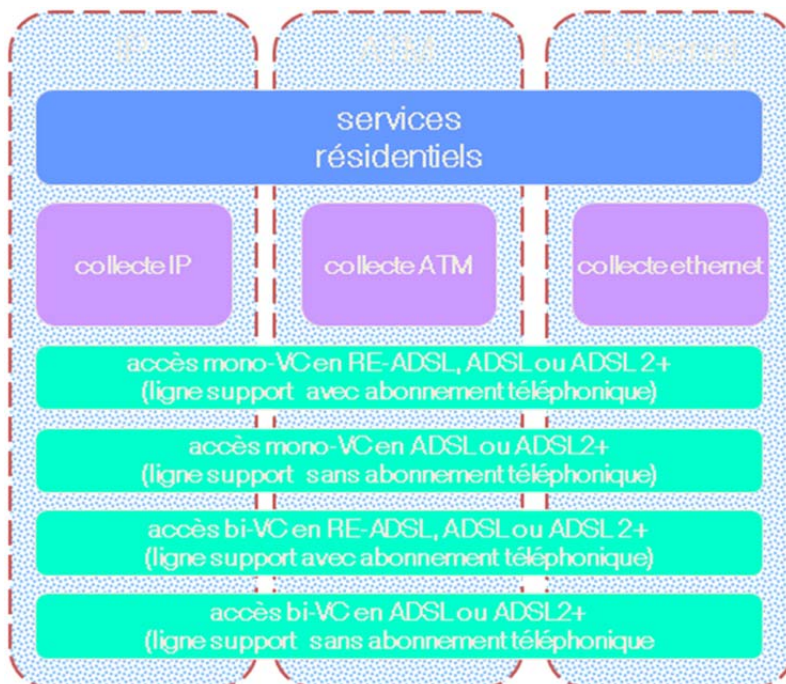 IP
ATM
Ethernet
services
résidentiels
collecte IP
collecte ATM
collecte ethernet
accès mono-VC en RE-ADSL, ADSL ou ADSL 2+
(ligne support avec abonnement téléphonique)
accès mono-VC en ADSL ou ADSL2+
(ligne support sans abonnement téléphonique)
accès bi-VC en RE-ADSL, ADSL ou ADSL 2+
(ligne support avec abonnement téléphonique)
accès bi-VC en ADSL ou ADSL2+
(ligne support sans abonnement téléphonique